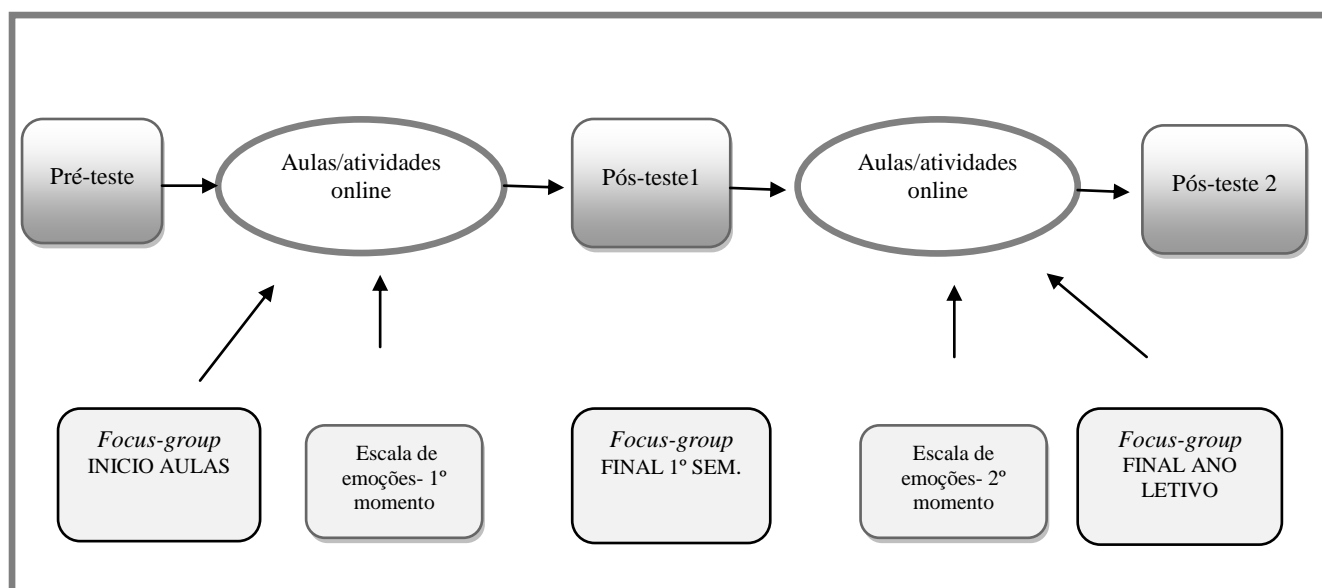 Pré-teste
Aulas/atividades
online
Pós-teste1
Aulas/atividades
online
Pós-teste 2
Focus-group
INICIO AULAS
Escala de
emoções- 1º
momento
Focus-group
FINAL 1º SEM.
Escala de
emoções- 2º
momento
Focus-group
FINAL ANO
LETIVO